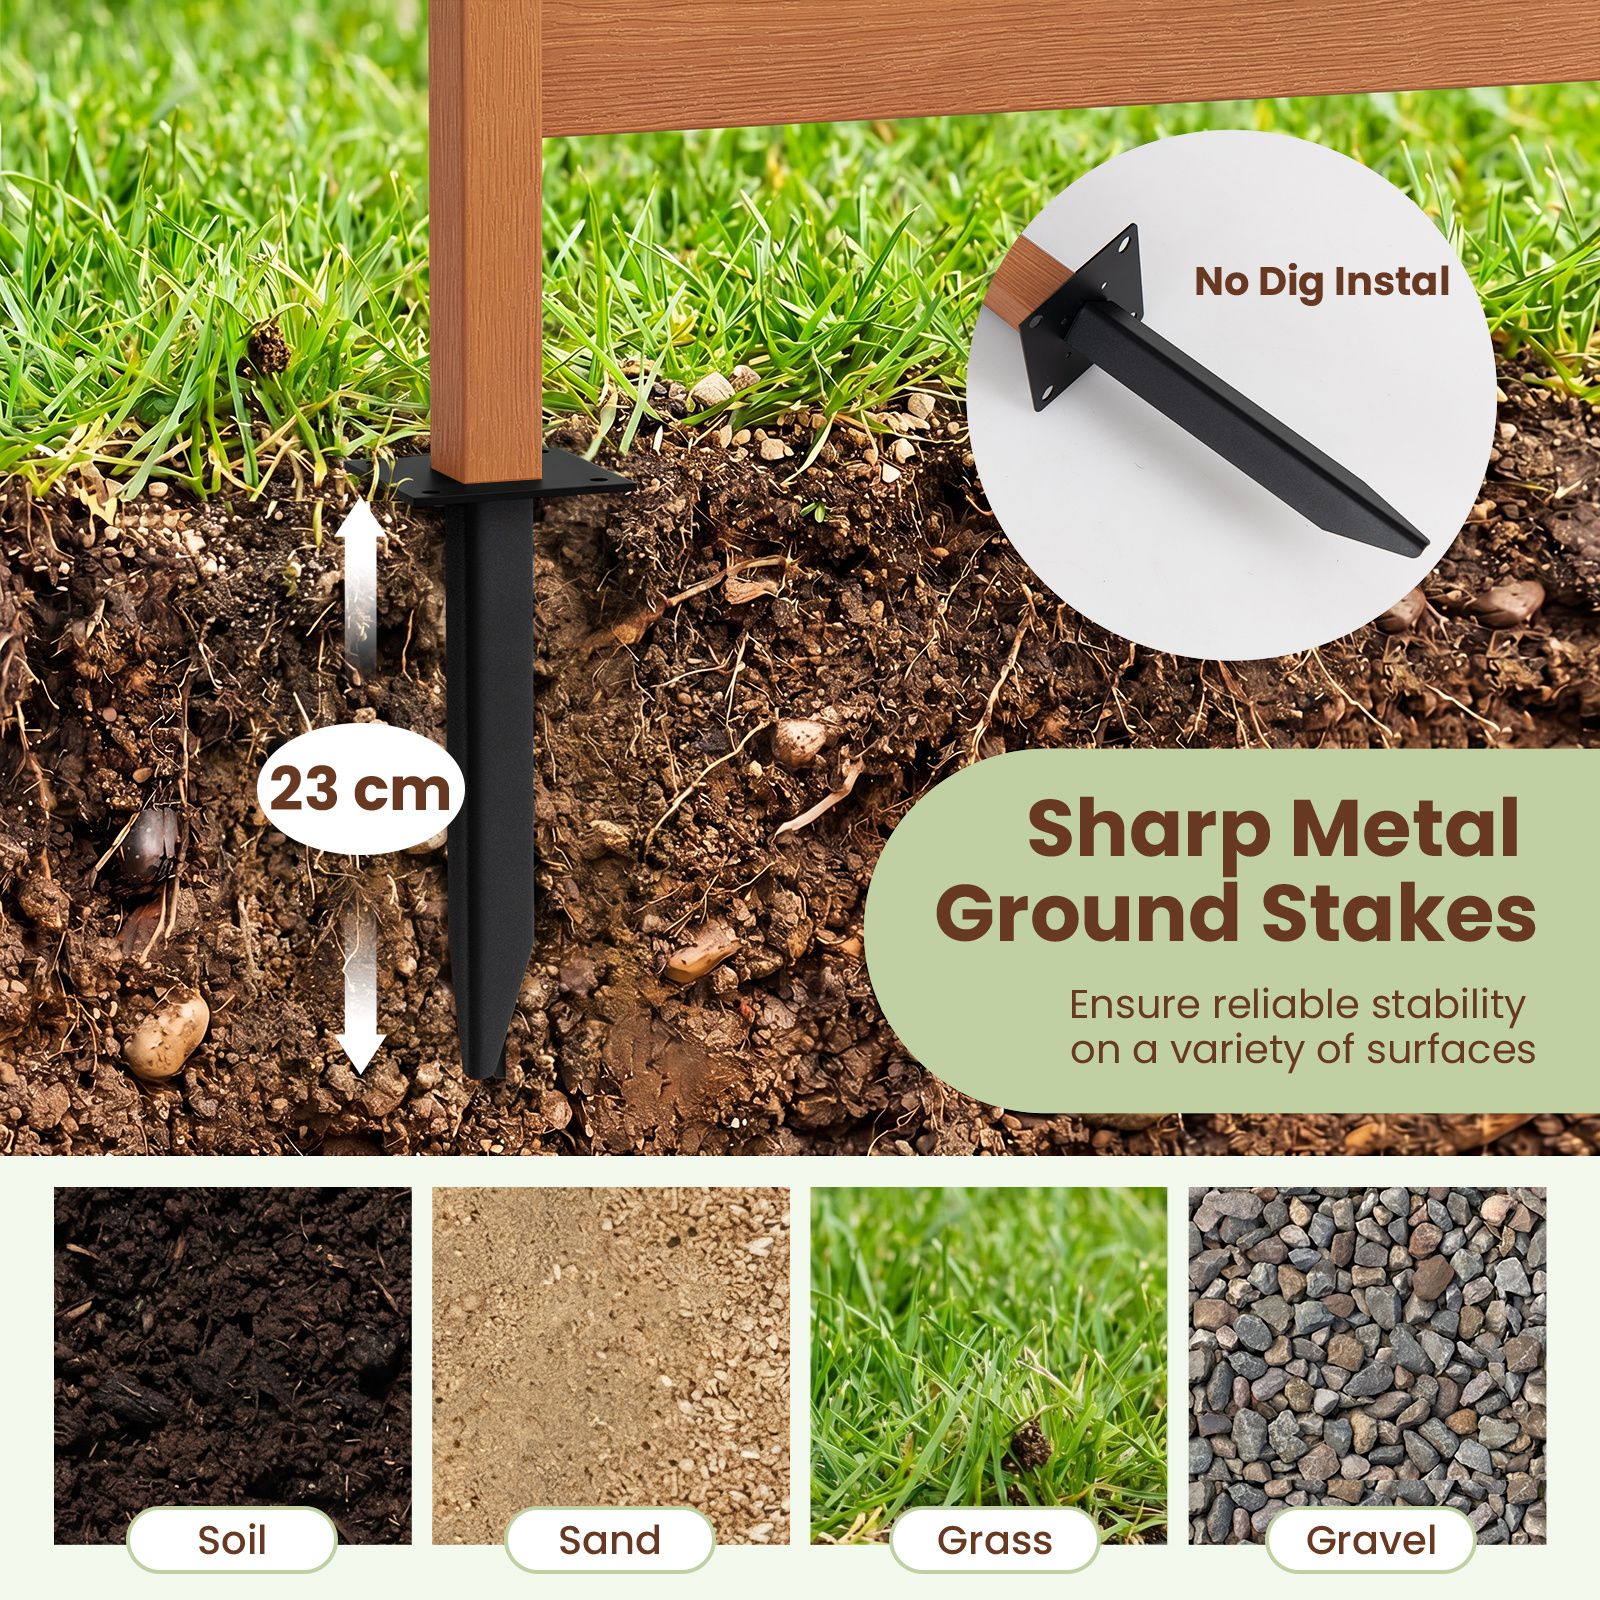 No Dig Instal
23 cm
Sharp Metal
Ground Stakes
Ensure reliable stability
on a variety of surfaces
Soil
Sand
Grass
Gravel